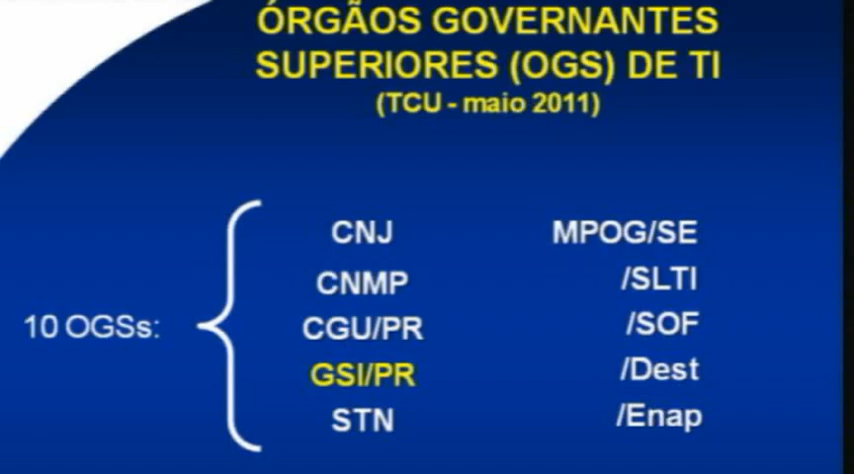 ÓRGÃOS GOVERNANTES
SUPERIORES (OGS) DE TI
(TCU - maio 2011)
10 OGSs:
CNJ
CNMP
CGU/PR
GSI/PR
STN
MPOG/SE
/SLTI
/SOF
/Dest
/Enap